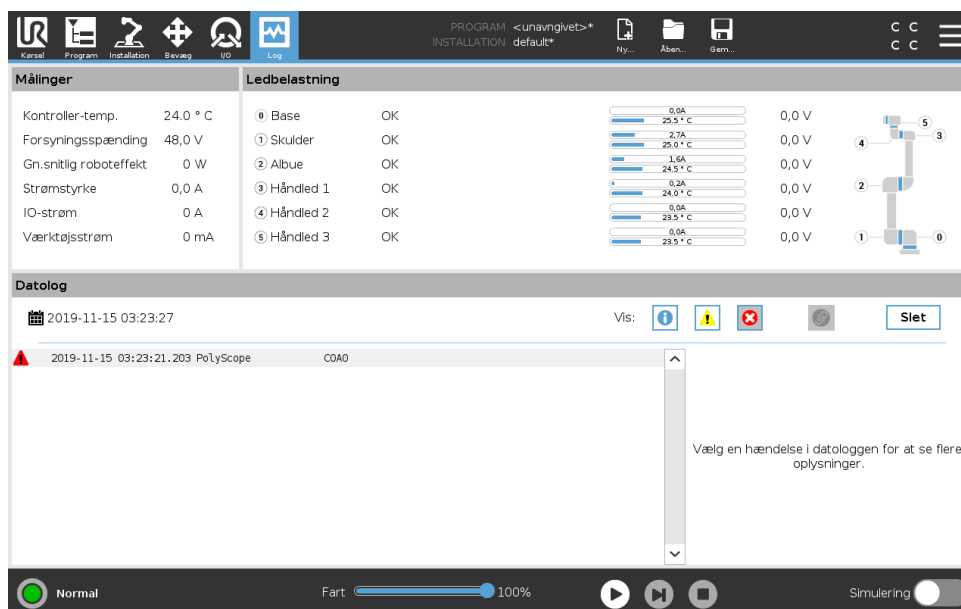 UR
Kørsel Program Installation Bevæg I/O Log
PROGRAM <unavngivet>*
INSTALLATION default*
Ny... Åben... Gem...
C C
C C
Målinger
Kontroller-temp. 24.0 ° C
Forsyningsspænding 48,0 V
Gn.snitlig roboteffekt 0 W
Strømstyrke 0,0 A
IO-strøm 0 A
Værktøjsstrøm 0 mA
Ledbelastning
0 Base OK 0,0A 25.5 ° C 0,0 V
1 Skulder OK 2,7A 25.0 ° C 0,0 V
2 Albue OK 1,6A 24.5 ° C 0,0 V
3 Håndled 1 OK 0,2A 24.0 ° C 0,0 V
4 Håndled 2 OK 0,0A 23.5 ° C 0,0 V
5 Håndled 3 OK 0,0A 23.5 ° C 0,0 V
5
3
4
2
1 0
Datolog
2019-11-15 03:23:27 Vis: Slet
2019-11-15 03:23:21.203 PolyScope C0A0
Vælg en hændelse i datologgen for at se flere
oplysninger.
Normal Fart 100% Simulering